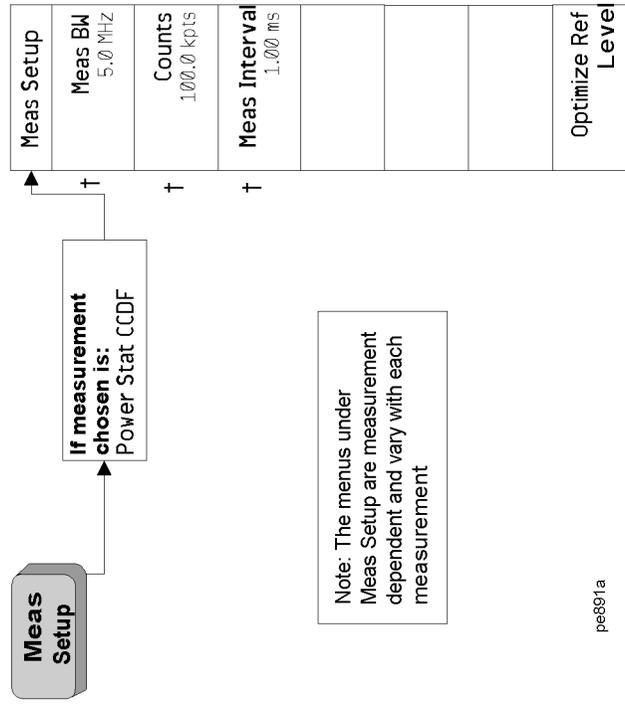 Meas
Setup
If measurement
chosen is:
Power Stat CCDF
Meas Setup
†
Meas BW
5.0 MHz
†
Counts
100.0 kpts
†
Meas Interval
1.00 ms
Optimize Ref
Level
Note: The menus under
Meas Setup are measurement
dependent and vary with each
measurement
pe891a